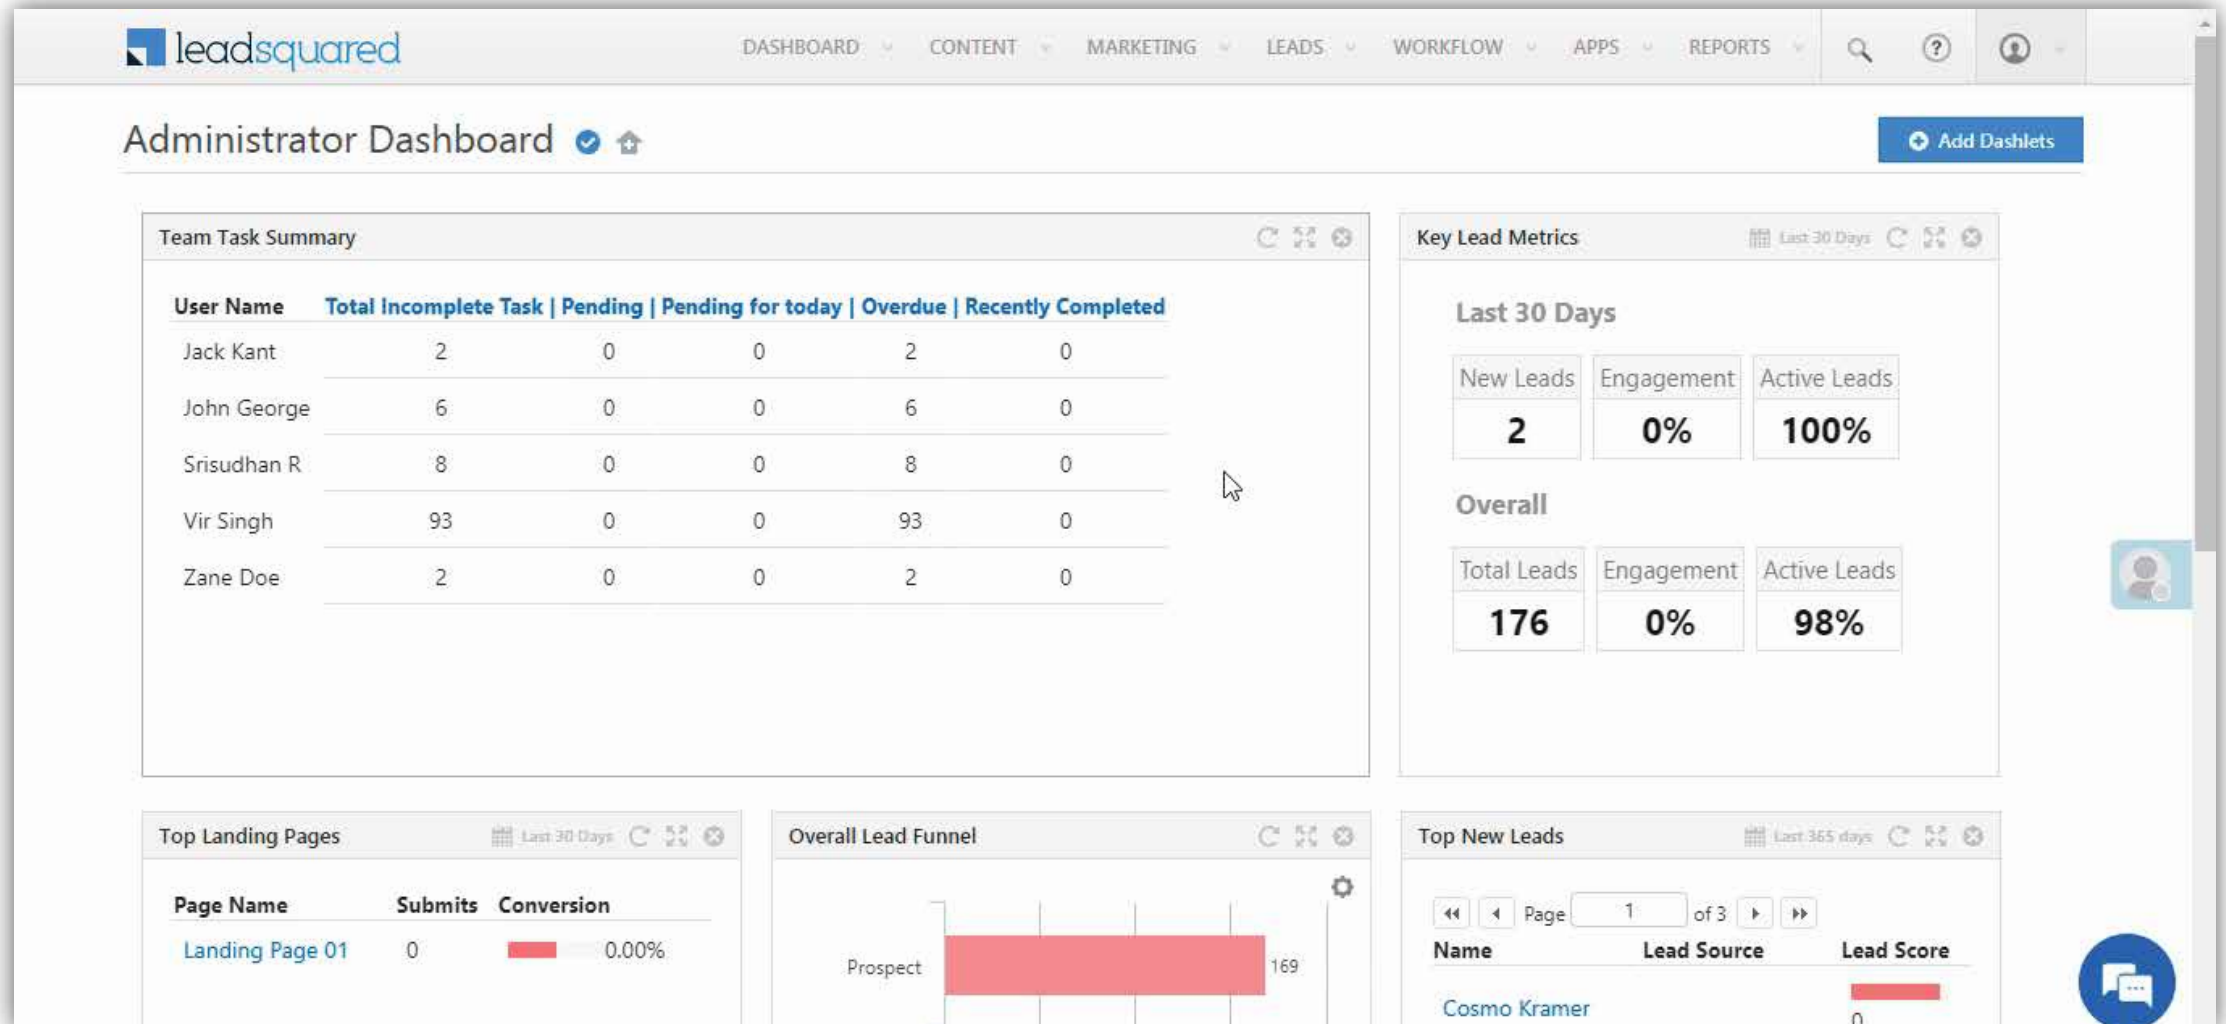 leadsquared
DASHBOARD CONTENT MARKETING LEADS WORKFLOW APPS REPORTS
Administrator Dashboard
Add Dashlets
Team Task Summary
User Name Total Incomplete Task | Pending | Pending for today | Overdue | Recently Completed
Jack Kant 2 0 0 2 0
John George 6 0 0 6 0
Srisudhan R 8 0 0 8 0
Vir Singh 93 0 0 93 0
Zane Doe 2 0 0 2 0
Key Lead Metrics Last 30 Days
Last 30 Days
New Leads Engagement Active Leads
2 0% 100%
Overall
Total Leads Engagement Active Leads
176 0% 98%
Top Landing Pages Last 30 Days
Page Name Submits Conversion
Landing Page 01 0 0.00%
Overall Lead Funnel
Prospect 169
Top New Leads Last 365 days
Page 1 of 3
Name Lead Source Lead Score
Cosmo Kramer
0